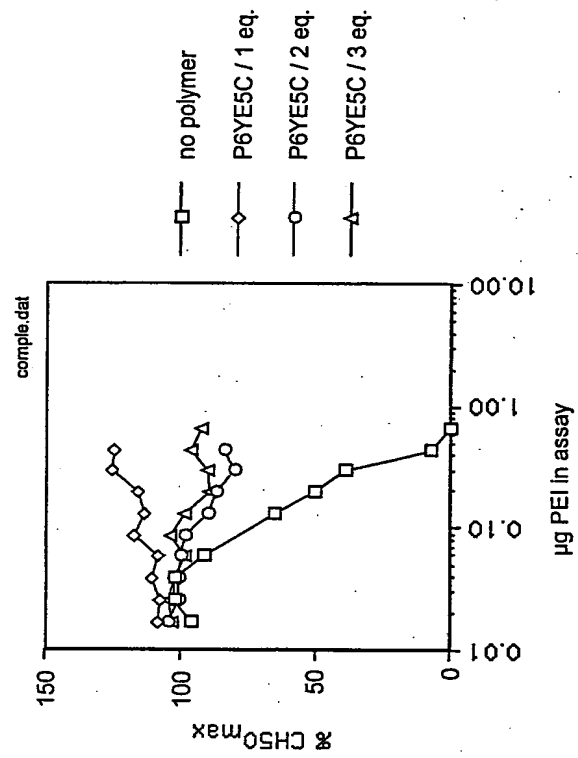 comple.dat
150
100
50
0
% CH50max
0.01
0.10
1.00
10.00
µg PEI in assay
no polymer
P6YE5C / 1 eq.
P6YE5C / 2 eq.
P6YE5C / 3 eq.